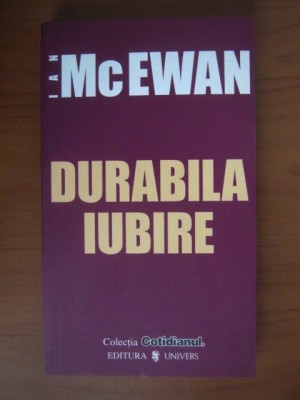 IAN
McEWAN
DURABILA
IUBIRE
Colecția Cotidianul.
EDITURA UNIVERS